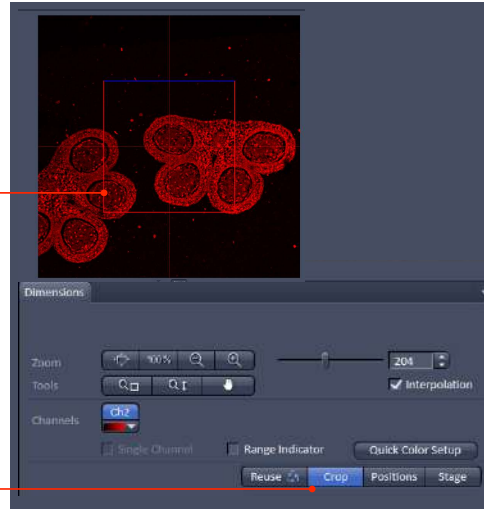 Dimensions
Zoom 100% 204
Tools Interpolation
Channels Ch2
Single Channel Range Indicator Quick Color Setup
Reuse Crop Positions Stage